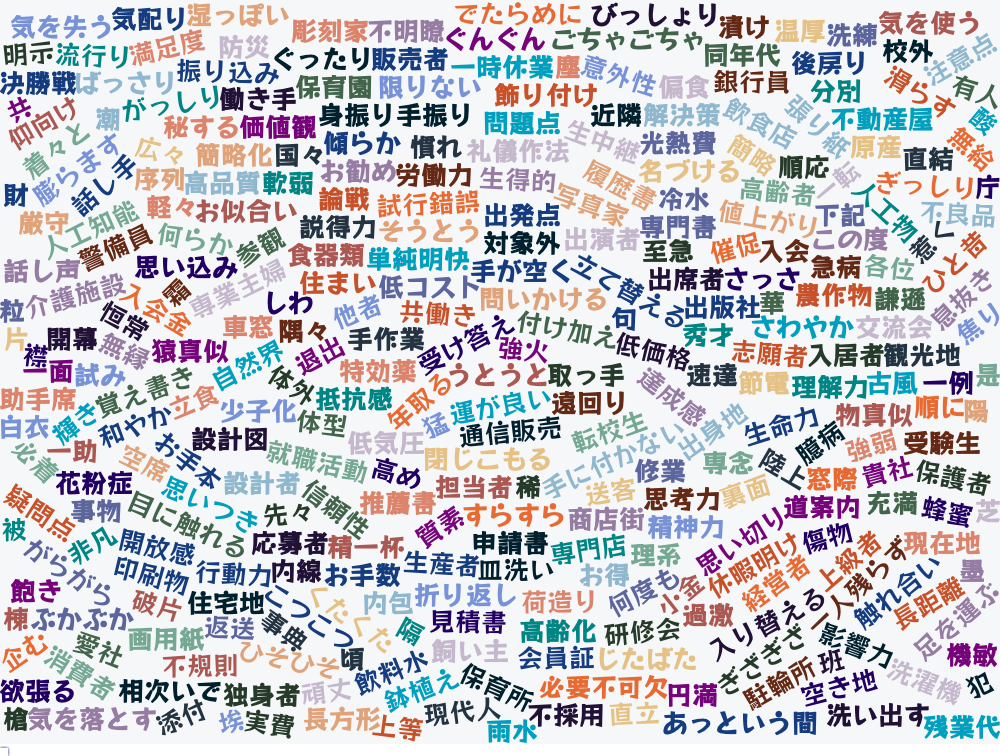 気を失う 気配り 湿っぽい 彫刻家 不明瞭 でたらめに びっしょり 漬け 温厚 洗練 気を使う
明示 流行り 満足度 防災 ぐったり 販売者 ぐんぐん ごちゃごちゃ 同年代 後戻り 校外 注意点
決勝戦 ばっさり 振り込み 保育園 限りない 一時休業 塵 意外性 偏食 銀行員 分別 滑らす 有人
共 仰向け 潮 がっしり 働き手 身振り手振り 飾り付け 近隣 解決策 飲食店 張り紙 不動産屋 酸
着々と 秘する 価値観 傾らか 慣れ 問題点 生中継 光熱費 簡略 原産 直結 無給
膨らます 広々 簡略化 国々 お勧め 労働力 礼儀作法 履歴書 名づける 順応 一転 ぎっしり 庁
財 話し手 序列 高品質 軟弱 論戦 試行錯誤 生得的 写真家 冷水 高齢者 人工物 不良品
厳守 人工知能 軽々 お似合い 説得力 そうとう 出発点 専門書 値上がり 下記 悉く ひと苦
警備員 何らか 参観 食器類 単純明快 対象外 出演者 至急 催促 入会 この度
話し声 思い込み 専業主婦 住まい 低コスト 手が空く 立て替える 出席者 さっさ 急病 各位 息抜き
粒 介護施設 入会金 霜 しわ 他者 共働き 問いかける 句 出版社 華 農作物 謙遜 焦り
片 開幕 恒常 車窓 隅々 手作業 受け答え 付け加え 秀才 さわやか 交流会
襟 一面 試み 無縁 猿真似 自然界 退出 特効薬 強火 低価格 志願者 入居者 観光地
助手席 覚え書き 立食 体外 抵抗感 年取る うとうと 取っ手 達成感 速達 節電 理解力 古風 一例 是
白衣 輝き 和やか 少子化 体型 猛 運が良い 遠回り 出身地 生命力 物真似 順に 陽
必着 一助 お手本 設計図 低気圧 通信販売 転校生 手に付かない 臆病 強弱 受験生
空席 就職活動 高め 閉じこもる 修業 専念 陸上 窓際 貴社 保護者
花粉症 思いつき 設計者 信頼性 推薦書 担当者 稀 送客 思考力 裏面 道案内 充満 蜂蜜 芝
疑問点 事物 目に触れる 先々 質素 すらすら 商店街 精神力 思い切り
被 がらがら 非凡 開放感 応募者 精一杯 申請書 専門店 理系 休暇明け 傷物 上級者 現在地
印刷物 行動力 内線 お手数 生産者 皿洗い お得 何度も 小金 経営者 一人残らず 触れ合い 墨
飽き 破片 住宅地 こつこつ くたくた 内包 折り返し 荷造り 過激 入り替える 長距離 足を運ぶ
棟 ぷかぷか 画用紙 返送 事典 隔 見積書 高齢化 研修会 ぎざぎざ 影響力
企む 愛社 不規則 ひそひそ 頃 飼い主 会員証 じたばた 駐輪所 班 機敏
消費者 飲料水 保育所 洗濯機 犯
欲張る 相次いで 独身者 頑丈 鉢植え 必要不可欠 円満 空き地
槍 気を落とす 添付 埃 実費 長方形 上等 現代人 雨水 不採用 直立 あっという間 洗い出す 残業代